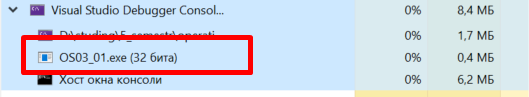 Visual Studio Debugger Consol... 0% 8,4 МБ
0% 1,7 МБ
OS03_01.exe (32 бита) 0% 0,4 МБ
Хост окна консоли 0% 6,2 МБ